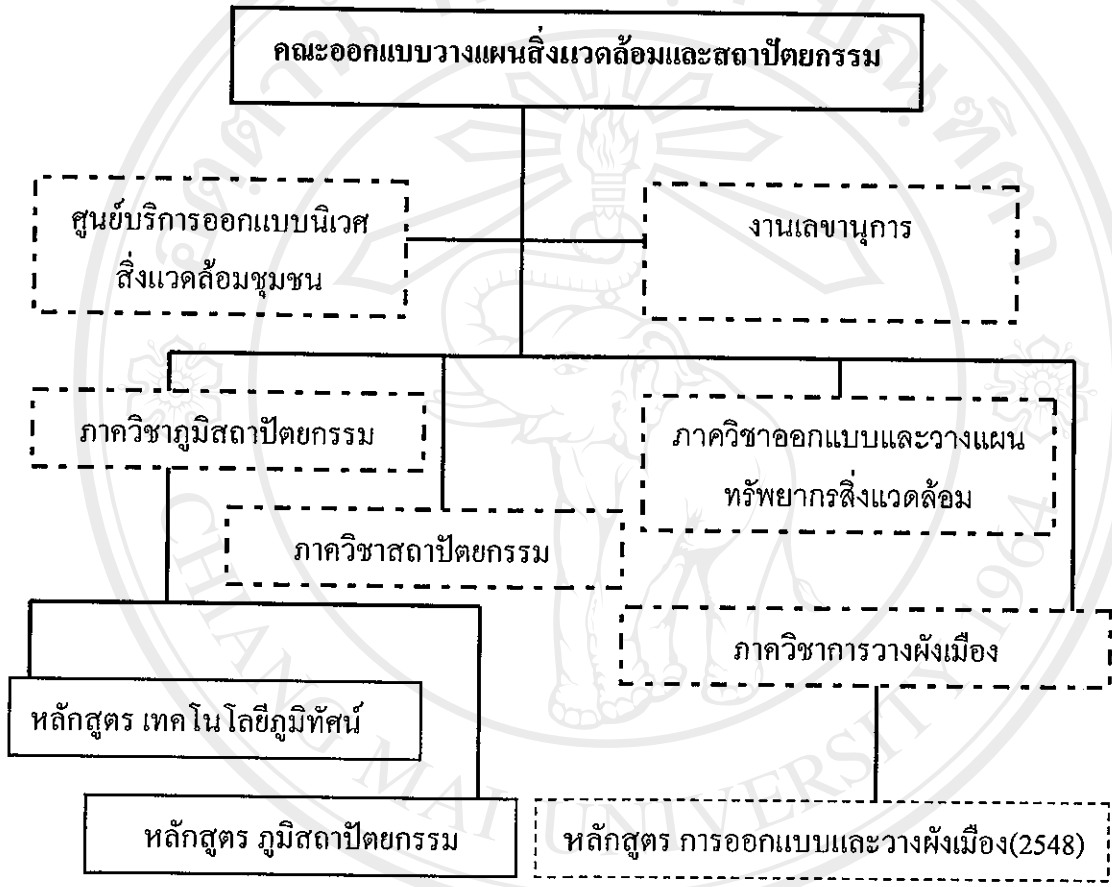 คณะออกแบบวางแผนสิ่งแวดล้อมและสถาปัตยกรรม
ศูนย์บริการออกแบบนิเวศ
สิ่งแวดล้อมชุมชน
งานเลขานุการ
ภาควิชาภูมิสถาปัตยกรรม
ภาควิชาออกแบบและวางแผน
ทรัพยากรสิ่งแวดล้อม
ภาควิชาสถาปัตยกรรม
ภาควิชาการวางผังเมือง
หลักสูตร เทคโนโลยีภูมิทัศน์
หลักสูตร ภูมิสถาปัตยกรรม
หลักสูตร การออกแบบและวางผังเมือง(2548)
CHIANG MAI UNIVERSITY 1964